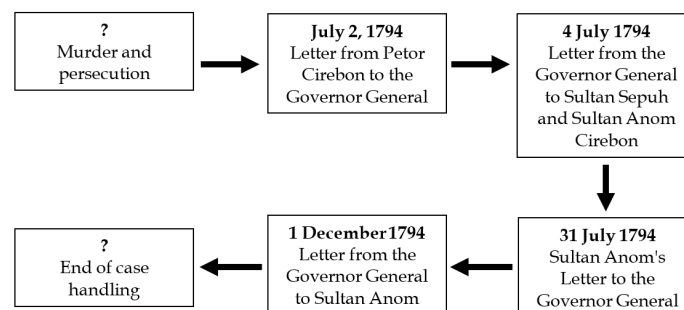 ?
Murder and
persecution
July 2, 1794
Letter from Petor
Cirebon to the
Governor General
4 July 1794
Letter from the
Governor General
to Sultan Sepuh
and Sultan Anom
Cirebon
31 July 1794
Sultan Anom's
Letter to the
Governor General
1 December 1794
Letter from the
Governor General
to Sultan Anom
?
End of case
handling